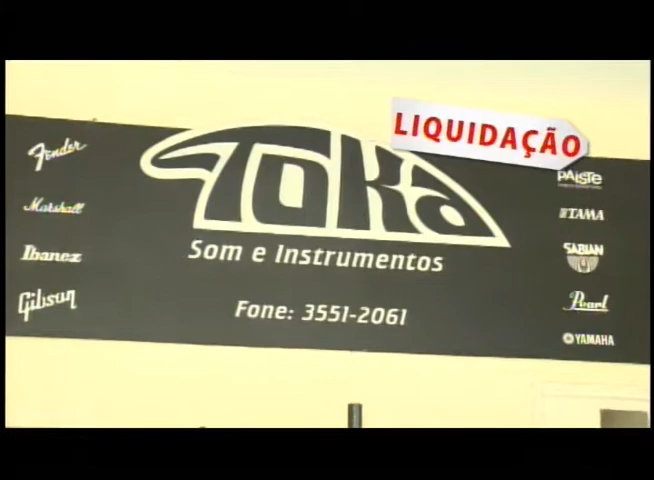 LIQUIDAÇÃO
Toka
Som e Instrumentos
Fone: 3551-2061
Fender
Marshall
Ibanez
Gibson
PAiSTe
TAMA
SABIAN
Pearl
YAMAHA